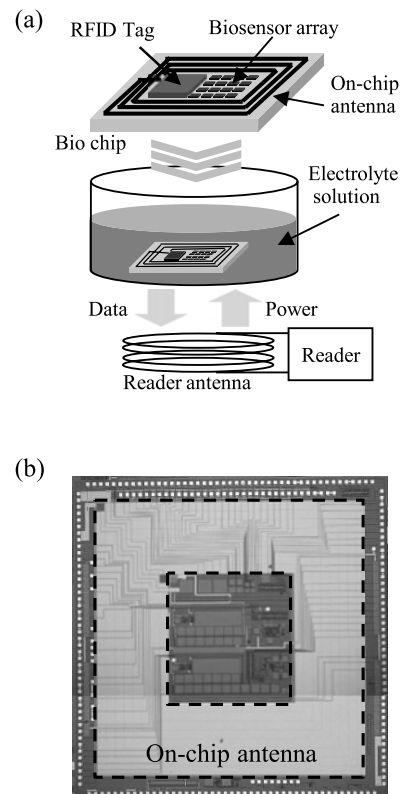 (a)
RFID Tag
Biosensor array
On-chip
antenna
Bio chip
Electrolyte
solution
Data
Power
Reader
Reader antenna
(b)
On-chip antenna